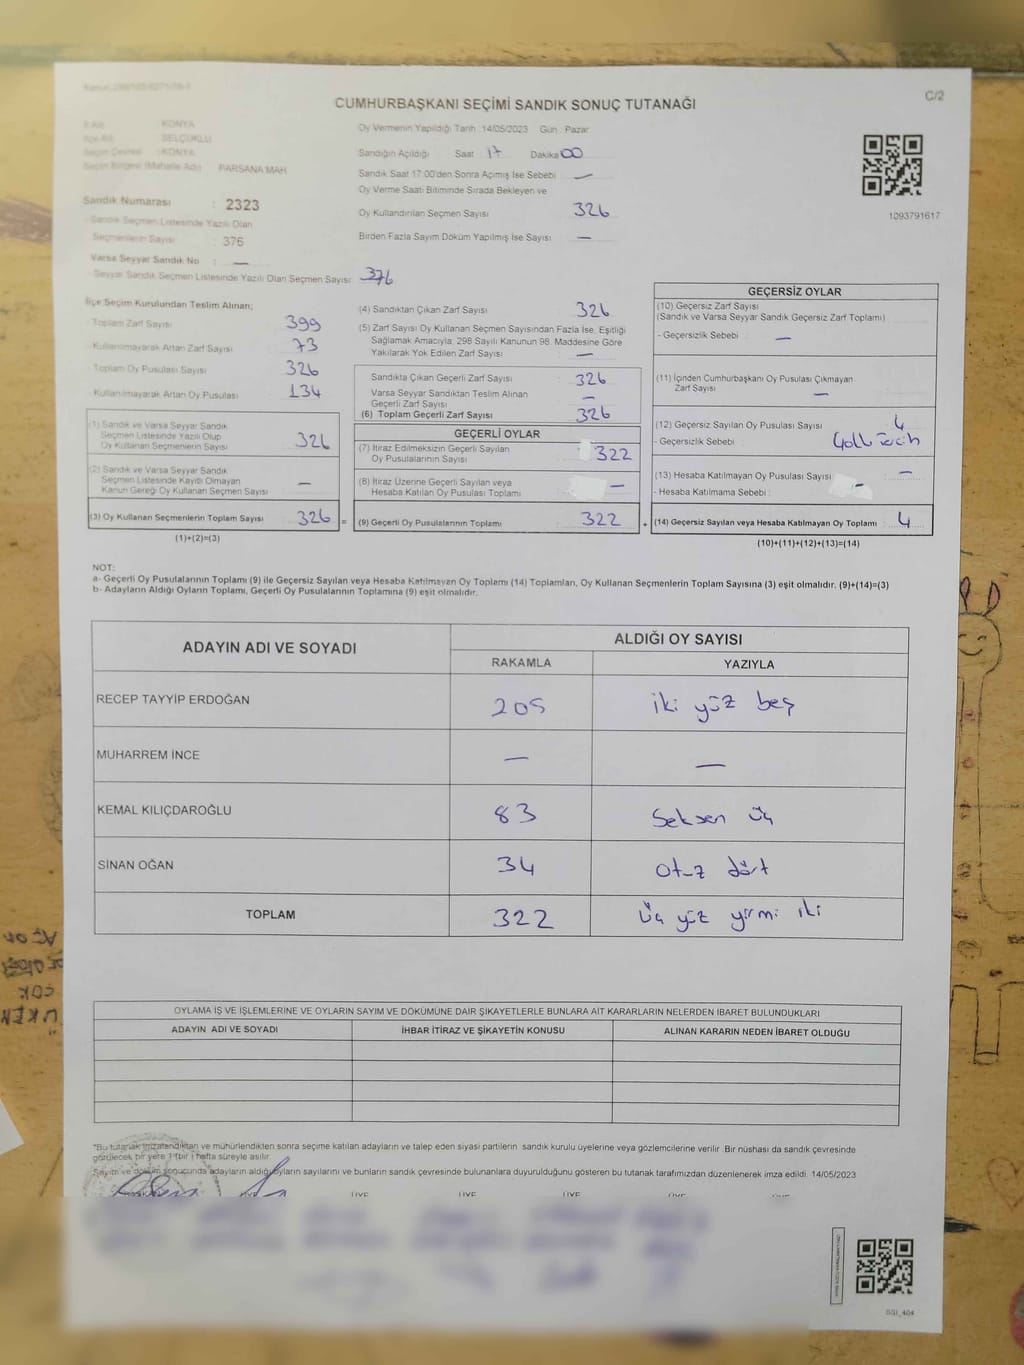 C/2
CUMHURBAŞKANI SEÇİMİ SANDIK SONUÇ TUTANAĞI
KONYA
SELÇUKLU
KONYA
Seçim Bölgesi (Mahalle Adı) PARSANA MAH
Sandık Numarası : 2323
Sandık Seçmen Listesinde Yazılı Olan
Seçmenlerin Sayısı : 376
Varsa Seyyar Sandık No : —
Seyyar Sandık Seçmen Listesinde Yazılı Olan Seçmen Sayısı: 376
Oy Vermenin Yapıldığı Tarih :14/05/2023 Gün : Pazar
Sandığın Açıldığı Saat 17 Dakika 00
Sandık Saat 17:00'den Sonra Açımış İse Sebebi : —
Oy Verme Saati Bitiminde Sırada Bekleyen ve
Oy Kullandırılan Seçmen Sayısı 326
Birden Fazla Sayım Döküm Yapılmış İse Sayısı : —
1093791617
İlçe Seçim Kurulundan Teslim Alınan;
Toplam Zarf Sayısı : 399
Kullanılmayarak Artan Zarf Sayısı : 73
Toplam Oy Pusulası Sayısı : 326
Kullanılmayarak Artan Oy Pusulası : 134
(1) Sandık ve Varsa Seyyar Sandık
Seçmen Listesinde Yazılı Olup
Oy Kullanan Seçmenlerin Sayısı : 326
(2) Sandık ve Varsa Seyyar Sandık
Seçmen Listesinde Kaydı Olmayan
Kanun Gereği Oy Kullanan Seçmen Sayısı : —
(3) Oy Kullanan Seçmenlerin Toplam Sayısı : 326 =
(1)+(2)=(3)
(4) Sandıktan Çıkan Zarf Sayısı : 326
(5) Zarf Sayısı Oy Kullanan Seçmen Sayısından Fazla İse, Eşitliği
Sağlamak Amacıyla, 298 Sayılı Kanunun 98. Maddesine Göre
Yakılarak Yok Edilen Zarf Sayısı : —
Sandıkta Çıkan Geçerli Zarf Sayısı : 326
Varsa Seyyar Sandıktan Teslim Alınan
Geçerli Zarf Sayısı : —
(6) Toplam Geçerli Zarf Sayısı : 326
GEÇERLİ OYLAR
(7) İtiraz Edilmeksizin Geçerli Sayılan
Oy Pusulalarının Sayısı : 322
(8) İtiraz Üzerine Geçerli Sayılan veya
Hesaba Katılan Oy Pusulası Toplamı : —
(9) Geçerli Oy Pusulalarının Toplamı : 322 +
GEÇERSİZ OYLAR
(10) Geçersiz Zarf Sayısı
(Sandık ve Varsa Seyyar Sandık Geçersiz Zarf Toplamı)
- Geçersizlik Sebebi : —
(11) İçinden Cumhurbaşkanı Oy Pusulası Çıkmayan
Zarf Sayısı : —
(12) Geçersiz Sayılan Oy Pusulası Sayısı : 4
- Geçersizlik Sebebi : Tercih
(13) Hesaba Katılmayan Oy Pusulası Sayısı : —
- Hesaba Katılmama Sebebi : —
(14) Geçersiz Sayılan veya Hesaba Katılmayan Oy Toplamı : 4
(10)+(11)+(12)+(13)=(14)
NOT:
a- Geçerli Oy Pusulalarının Toplamı (9) ile Geçersiz Sayılan veya Hesaba Katılmayan Oy Toplamı (14) Toplamları, Oy Kullanan Seçmenlerin Toplam Sayısına (3) eşit olmalıdır. (9)+(14)=(3)
b- Adayların Aldığı Oyların Toplamı, Geçerli Oy Pusulalarının Toplamına (9) eşit olmalıdır.
ADAYIN ADI VE SOYADI
ALDIĞI OY SAYISI
RAKAMLA YAZIYLA
RECEP TAYYİP ERDOĞAN 205 iki yüz beş
MUHARREM İNCE — —
KEMAL KILIÇDAROĞLU 83 Seksen üç
SİNAN OĞAN 34 Otuz dört
TOPLAM 322 Üç yüz yirmi iki
OYLAMA İŞ VE İŞLEMLERİNE VE OYLARIN SAYIM VE DÖKÜMÜNE DAİR ŞİKAYETLERLE BUNLARA AİT KARARLARIN NELERDEN İBARET BULUNDUKLARI
ADAYIN ADI VE SOYADI İHBAR İTİRAZ VE ŞİKAYETİN KONUSU ALINAN KARARIN NEDEN İBARET OLDUĞU
"Bu tutanak imzalandıktan ve mühürlendikten sonra seçime katılan adayların ve talep eden siyasi partilerin sandık kurulu üyelerine veya gözlemcilerine verilir. Bir nüshası da sandık çevresinde
görülecek bir yere 1 (bir) hafta süreyle asılır.
Sayım ve döküm sonucunda adayların aldığı oyların sayılarını ve bunların sandık çevresinde bulunanlara duyurulduğunu gösteren bu tutanak tarafımızdan düzenlenerek imza edildi. 14/05/2023
ÜYE ÜYE ÜYE ÜYE ÜYE
SSI_404